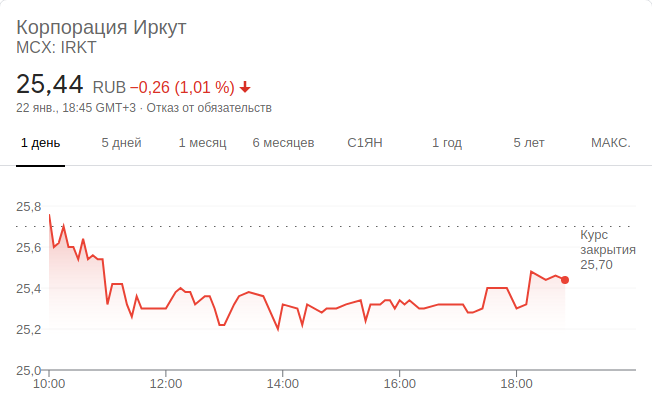 Корпорация Иркут
MCX: IRKT
25,44 RUB −0,26 (1,01 %)
22 янв., 18:45 GMT+3 · Отказ от обязательств
1 день 5 дней 1 месяц 6 месяцев С1ЯН 1 год 5 лет МАКС.
25,8
Курс
закрытия
25,70
25,6
25,4
25,2
25,0
10:00 12:00 14:00 16:00 18:00